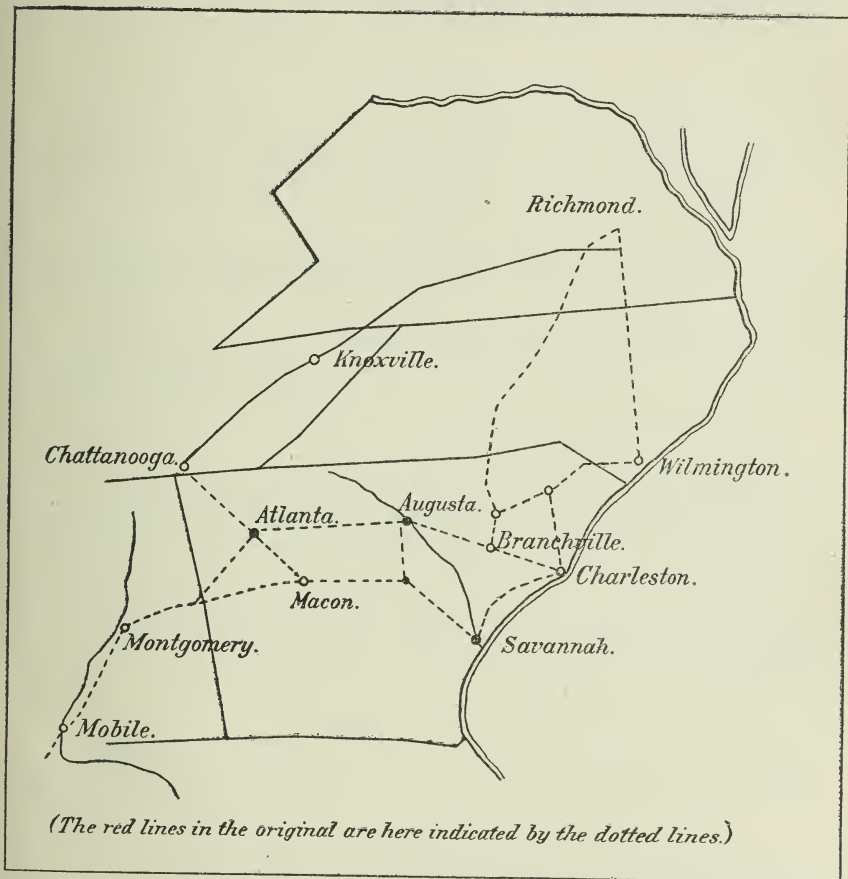 Richmond.
Knoxville.
Chattanooga.
Wilmington.
Augusta.
Atlanta.
Branchville.
Charleston.
Macon.
Montgomery.
Savannah.
Mobile.
(The red lines in the original are here indicated by the dotted lines.)